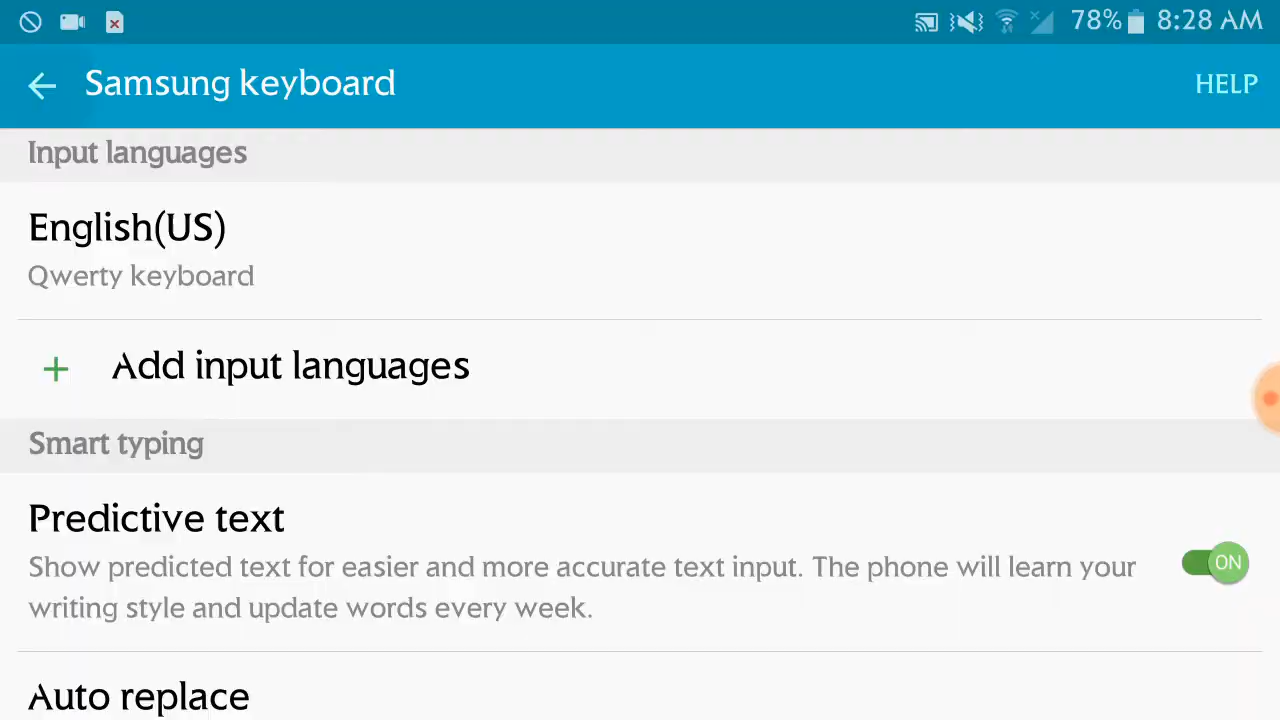 78% 8:28 AM
Samsung keyboard HELP
Input languages
English(US)
Qwerty keyboard
+ Add input languages
Smart typing
Predictive text
Show predicted text for easier and more accurate text input. The phone will learn your
writing style and update words every week.
ON
Auto replace